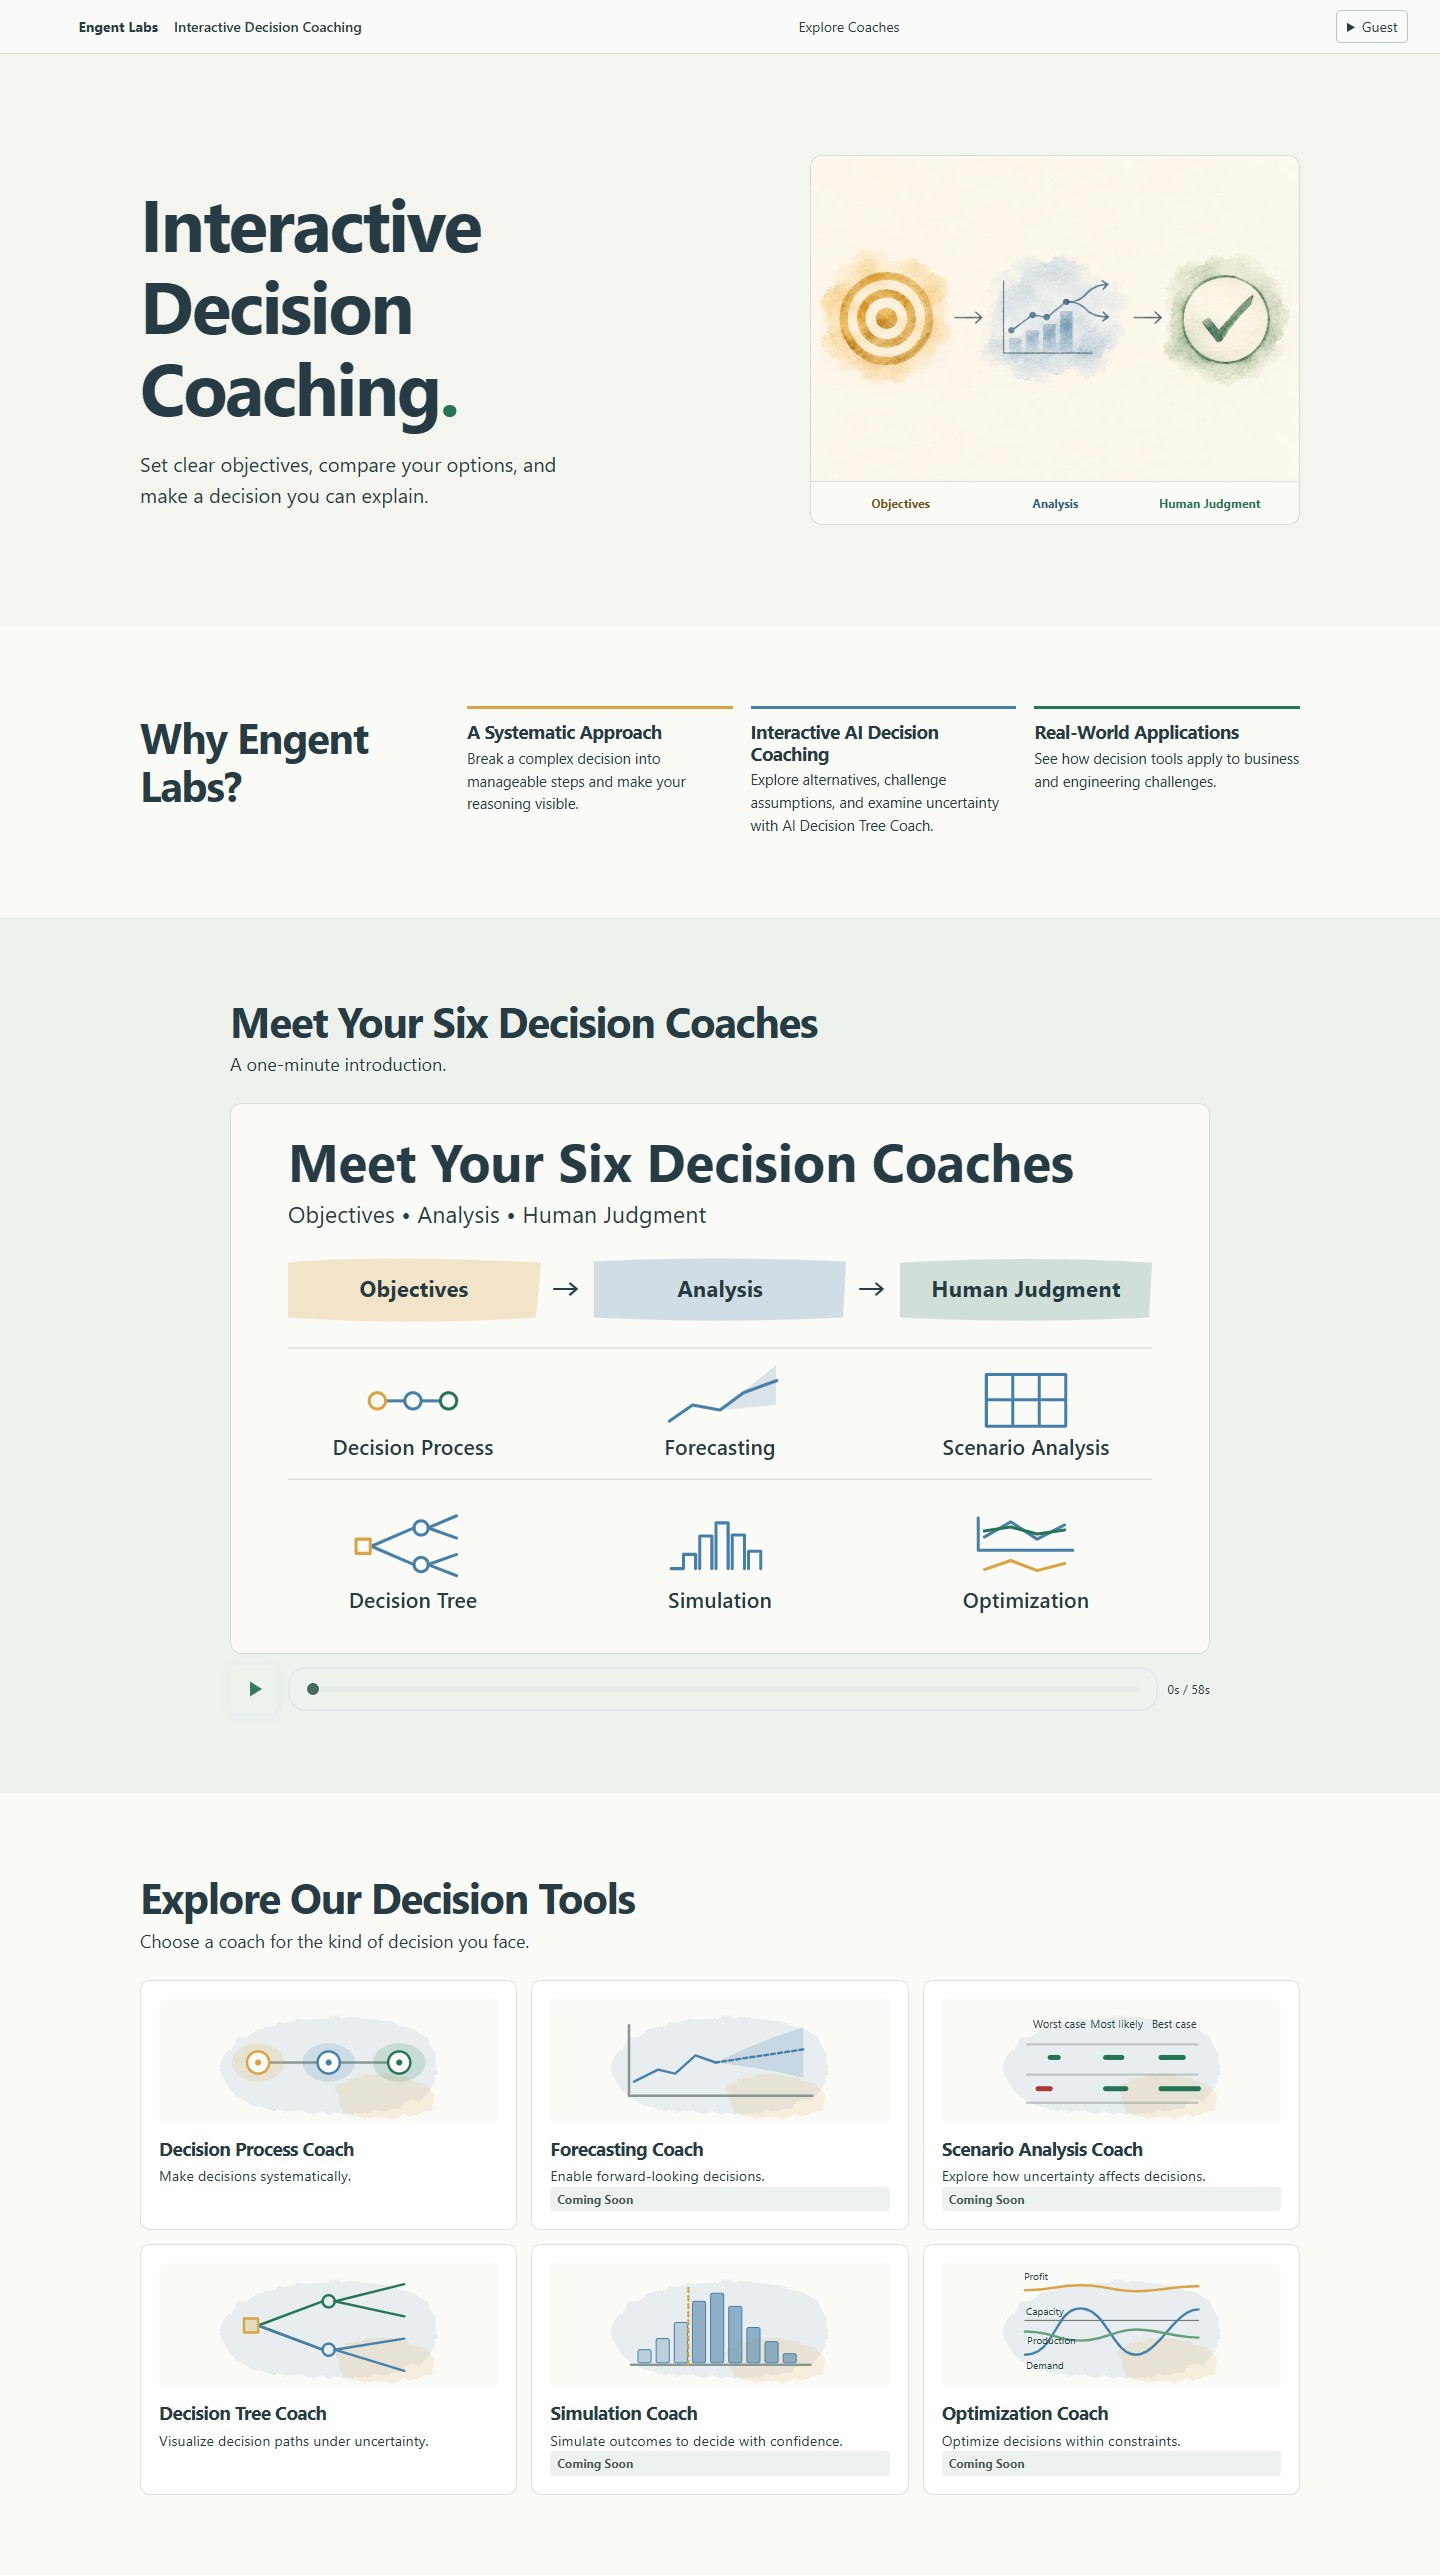 Engent Labs Interactive Decision Coaching Explore Coaches Guest
Interactive
Decision
Coaching.
Set clear objectives, compare your options, and
make a decision you can explain.
Objectives Analysis Human Judgment
Why Engent
Labs?
A Systematic Approach
Break a complex decision into
manageable steps and make your
reasoning visible.
Interactive AI Decision
Coaching
Explore alternatives, challenge
assumptions, and examine uncertainty
with AI Decision Tree Coach.
Real-World Applications
See how decision tools apply to business
and engineering challenges.
Meet Your Six Decision Coaches
A one-minute introduction.
Meet Your Six Decision Coaches
Objectives • Analysis • Human Judgment
Objectives → Analysis → Human Judgment
Decision Process Forecasting Scenario Analysis
Decision Tree Simulation Optimization
0s / 58s
Explore Our Decision Tools
Choose a coach for the kind of decision you face.
Decision Process Coach
Make decisions systematically.
Forecasting Coach
Enable forward-looking decisions.
Coming Soon
Worst case Most likely Best case
Scenario Analysis Coach
Explore how uncertainty affects decisions.
Coming Soon
Decision Tree Coach
Visualize decision paths under uncertainty.
Simulation Coach
Simulate outcomes to decide with confidence.
Coming Soon
Profit
Capacity
Production
Demand
Optimization Coach
Optimize decisions within constraints.
Coming Soon